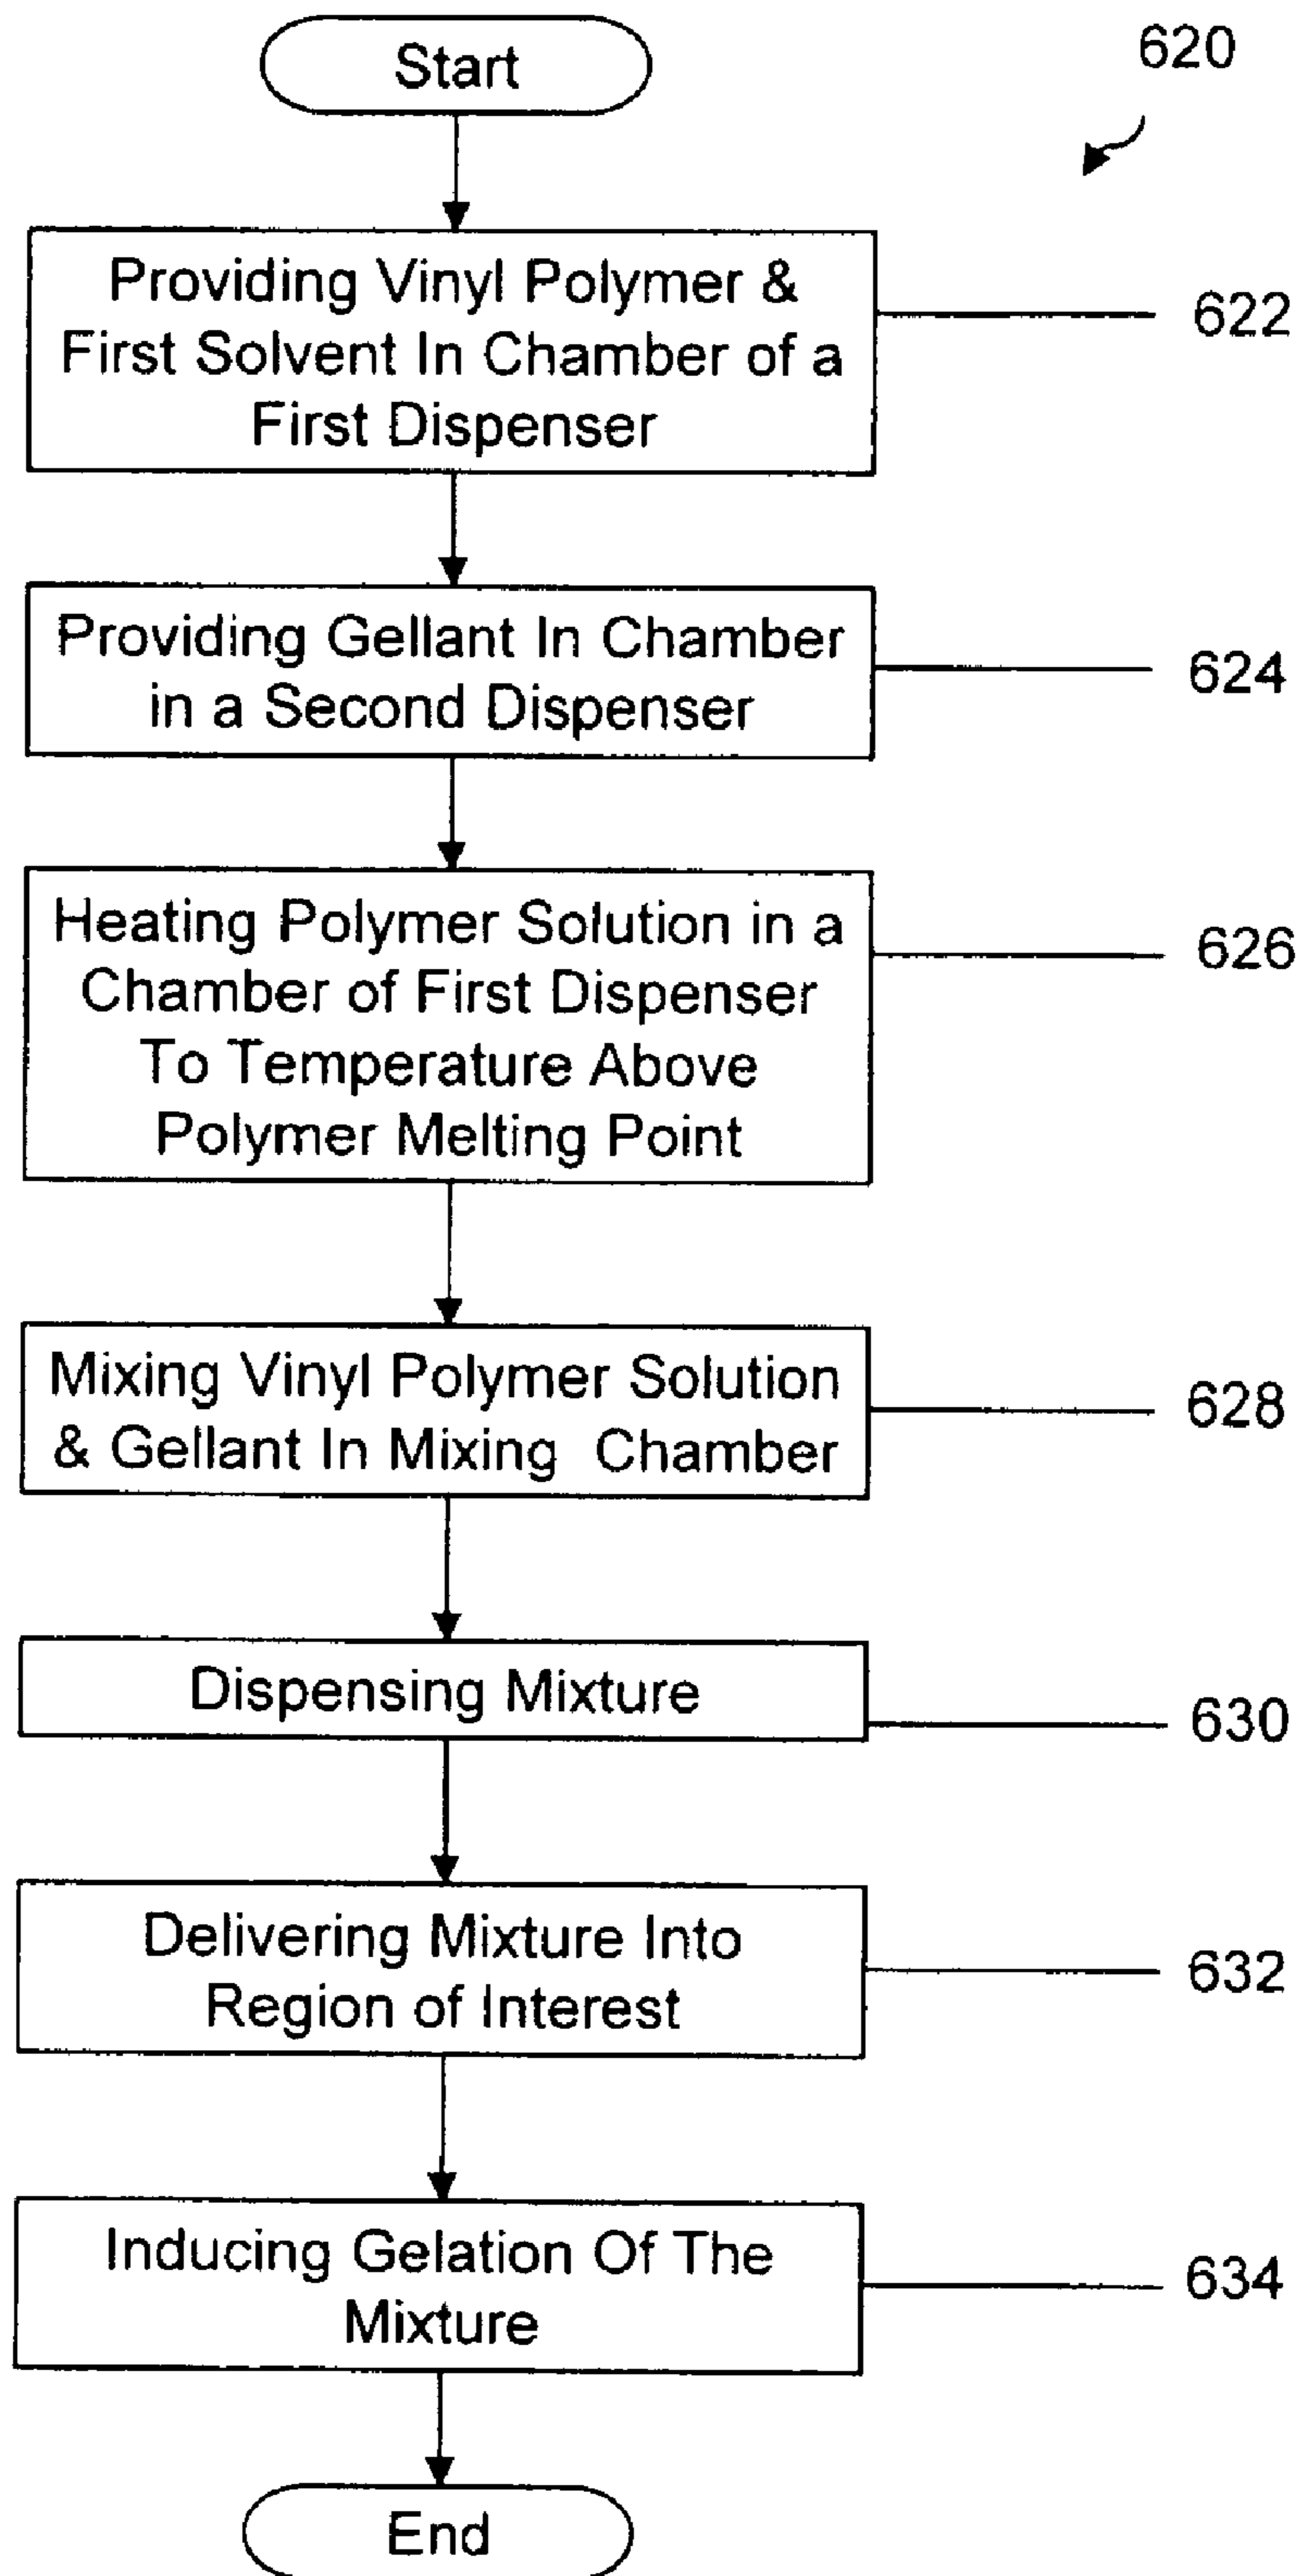 Start
620
Providing Vinyl Polymer &
First Solvent In Chamber of a
First Dispenser
622
Providing Gellant In Chamber
in a Second Dispenser
624
Heating Polymer Solution in a
Chamber of First Dispenser
To Temperature Above
Polymer Melting Point
626
Mixing Vinyl Polymer Solution
& Gellant In Mixing Chamber
628
Dispensing Mixture
630
Delivering Mixture Into
Region of Interest
632
Inducing Gelation Of The
Mixture
634
End